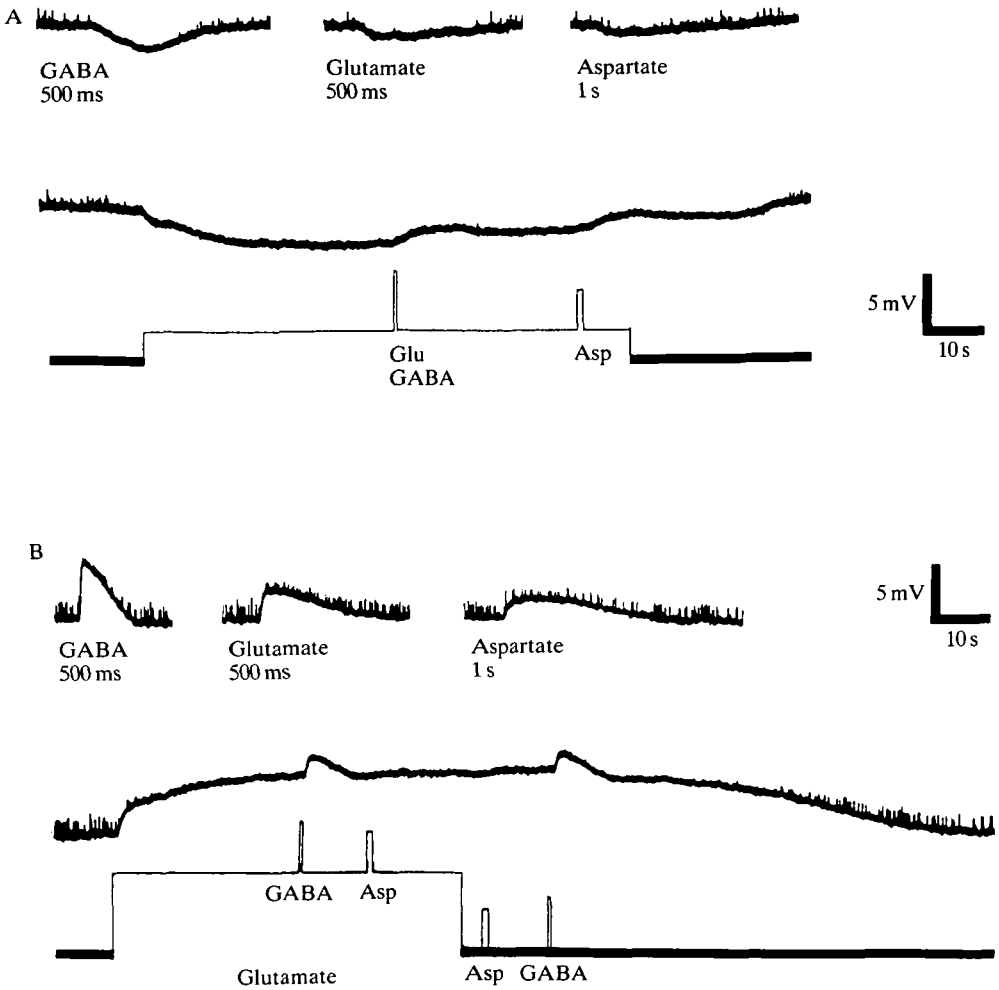 A
GABA
500 ms
Glutamate
500 ms
Aspartate
1 s
5 mV
10 s
Glu
GABA
Asp
B
GABA
500 ms
Glutamate
500 ms
Aspartate
1 s
5 mV
10 s
GABA
Asp
Glutamate
Asp
GABA